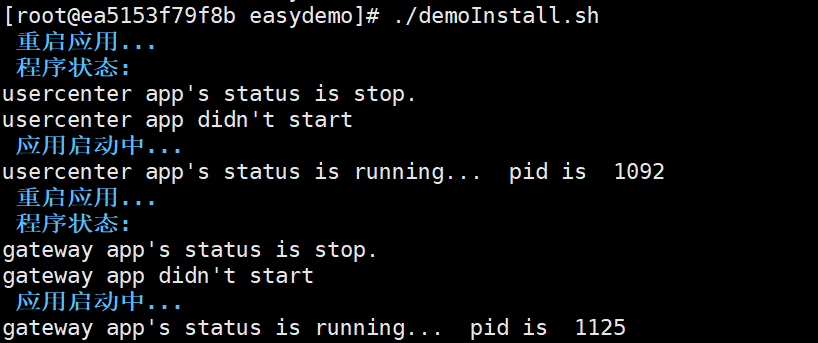 [root@ea5153f79f8b easydemo]# ./demoInstall.sh
重启应用...
程序状态:
usercenter app's status is stop.
usercenter app didn't start
应用启动中...
usercenter app's status is running...  pid is  1092
重启应用...
程序状态:
gateway app's status is stop.
gateway app didn't start
应用启动中...
gateway app's status is running...  pid is  1125